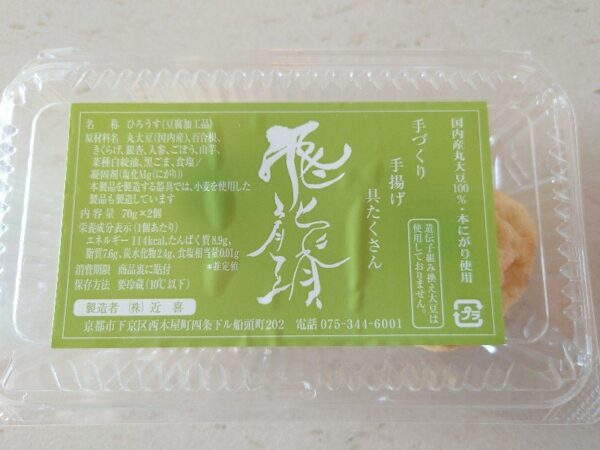 国内産丸大豆100%・本にがり使用
手づくり
手揚げ
具たくさん
遺伝子組み換え大豆は
使用しておりません。
飛龍頭
名　称　ひろうす(豆腐加工品)
原材料名　丸大豆(国内産)、百合根、
きくらげ、銀杏、人参、ごぼう、山芋、
菜種白絞油、黒ごま、食塩／
凝固剤(塩化Mg(にがり))
本製品を製造する器具では、小麦を使用した
製品も製造しています
内容量　70g×2個
栄養成分表示(1個あたり)
エネルギー114kcal、たんぱく質8.9g、
脂質7.6g、炭水化物2.4g、食塩相当量0.01g
*推定値
消費期限　商品裏に貼付
保存方法　要冷蔵(10℃以下)
製造者　(株)近喜
京都市下京区西木屋町四条下ル船頭町202　電話 075-344-6001
プラ